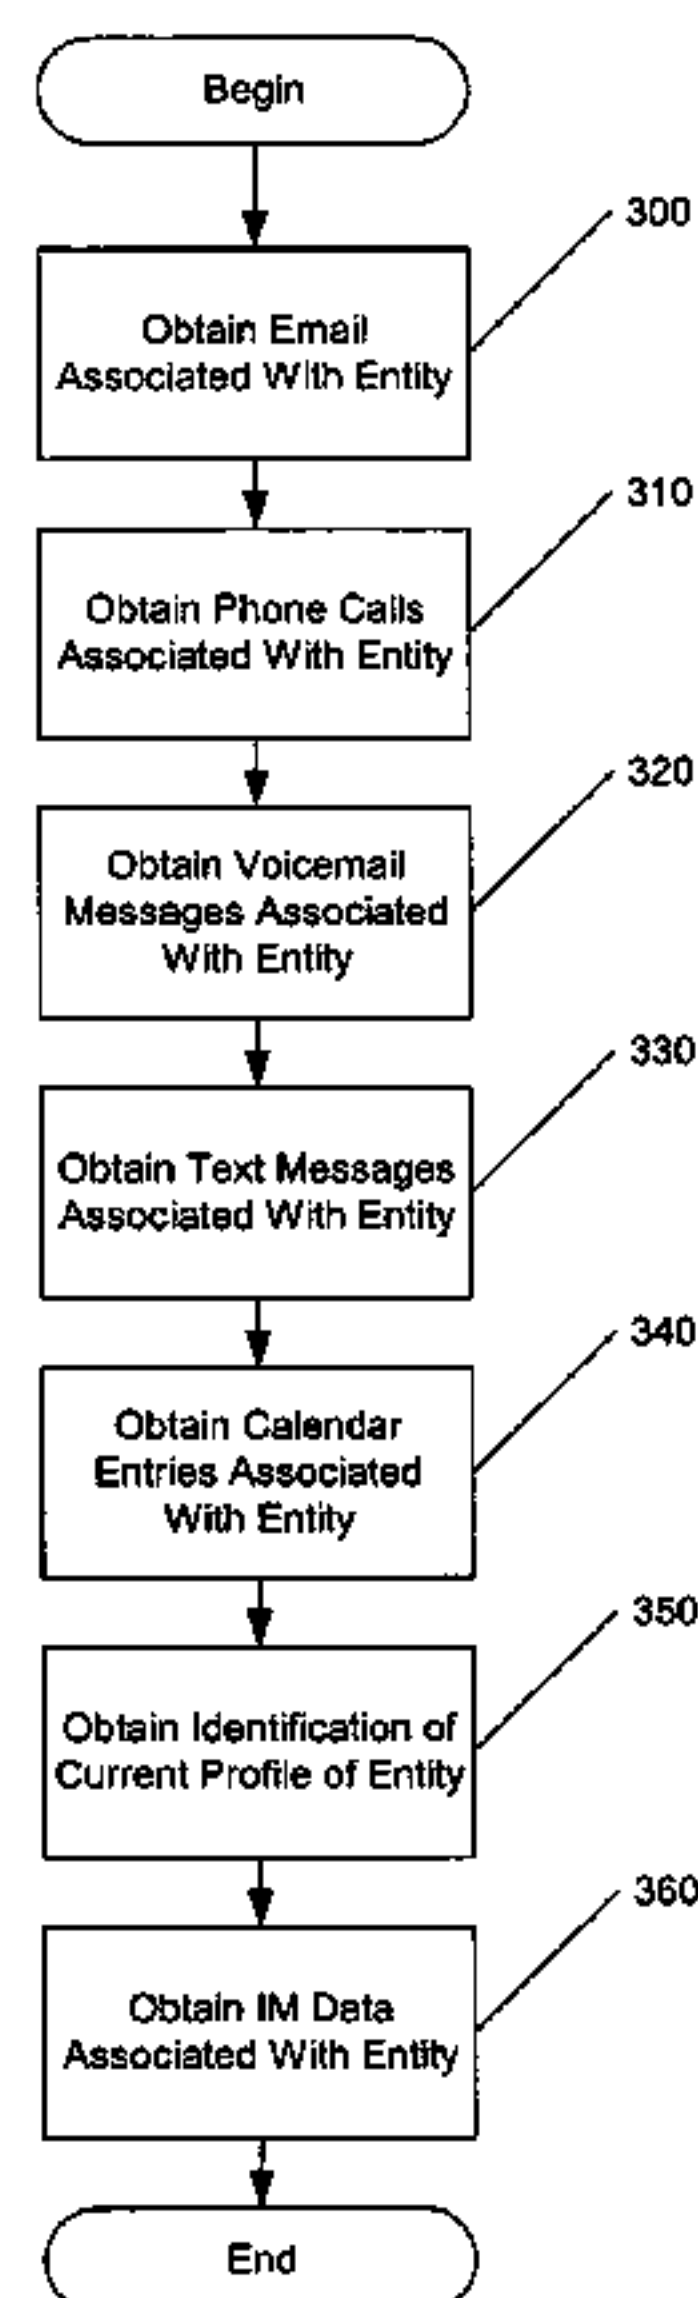 Begin
300
Obtain Email
Associated With Entity
310
Obtain Phone Calls
Associated With Entity
320
Obtain Voicemail
Messages Associated
With Entity
330
Obtain Text Messages
Associated With Entity
340
Obtain Calendar
Entries Associated
With Entity
350
Obtain Identification of
Current Profile of Entity
360
Obtain IM Data
Associated With Entity
End